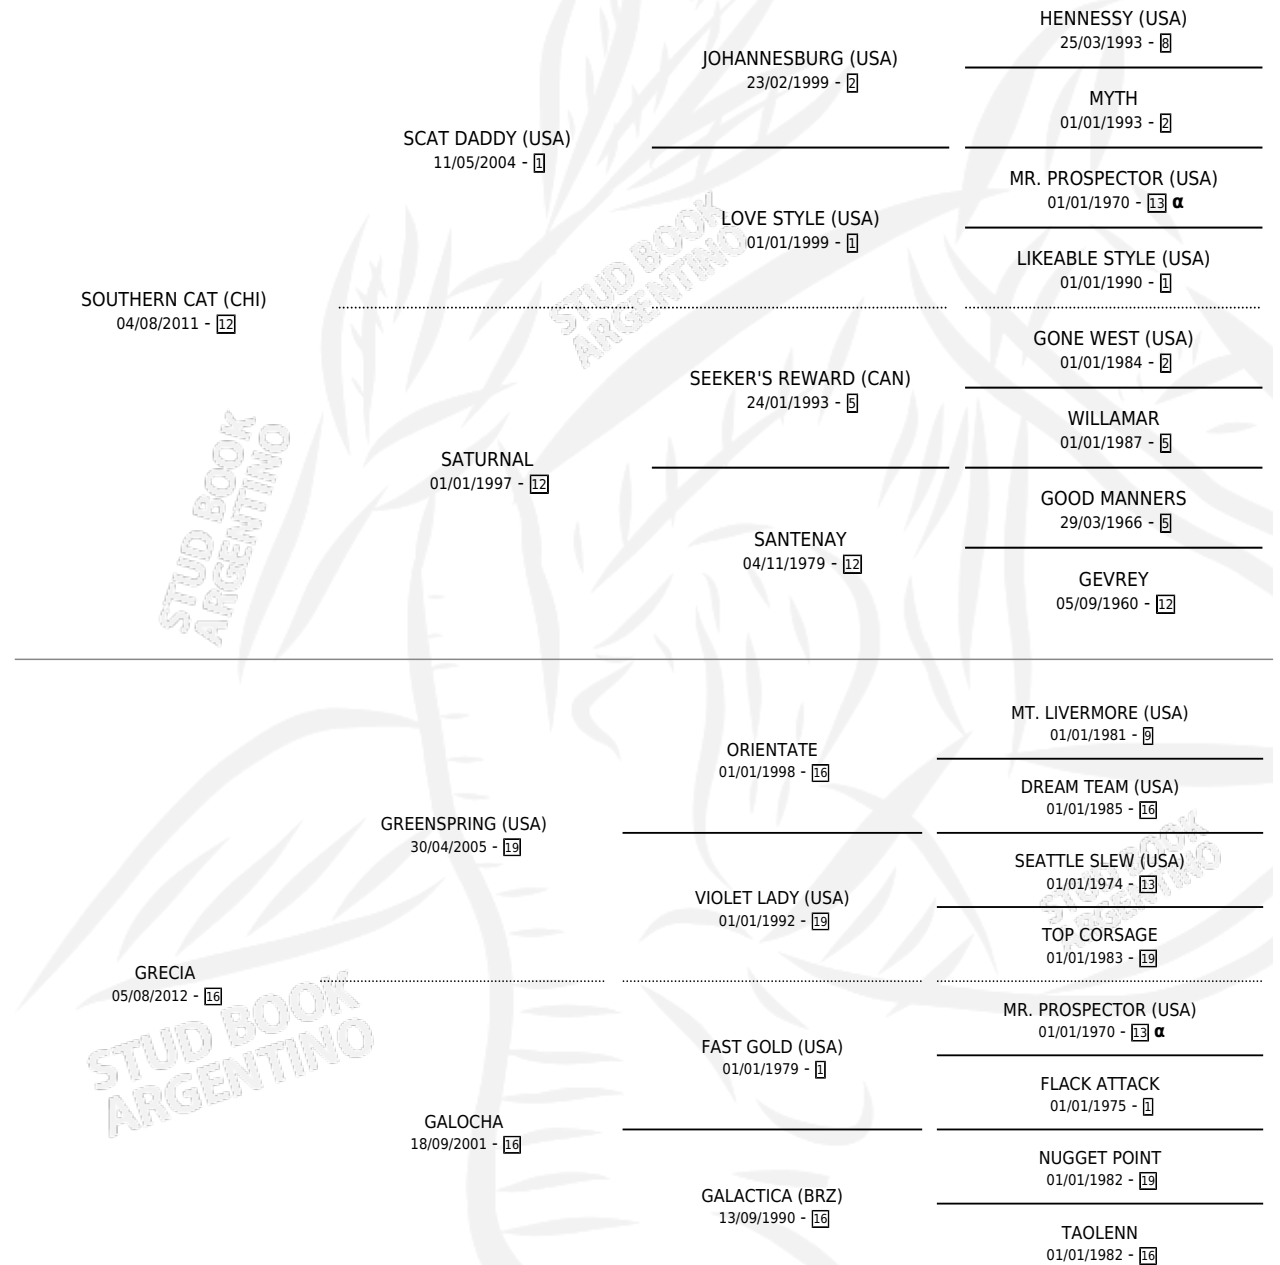 HENNESSY (USA)
25/03/1993 - 8
JOHANNESBURG (USA)
23/02/1999 - 2
MYTH
01/01/1993 - 2
SCAT DADDY (USA)
11/05/2004 - 1
MR. PROSPECTOR (USA)
01/01/1970 - 13 α
LOVE STYLE (USA)
01/01/1999 - 1
LIKEABLE STYLE (USA)
01/01/1990 - 1
SOUTHERN CAT (CHI)
04/08/2011 - 12
GONE WEST (USA)
01/01/1984 - 2
SEEKER'S REWARD (CAN)
24/01/1993 - 5
WILLAMAR
01/01/1987 - 5
SATURNAL
01/01/1997 - 12
GOOD MANNERS
29/03/1966 - 5
SANTENAY
04/11/1979 - 12
GEVREY
05/09/1960 - 12
MT. LIVERMORE (USA)
01/01/1981 - 9
ORIENTATE
01/01/1998 - 16
DREAM TEAM (USA)
01/01/1985 - 16
GREENSPRING (USA)
30/04/2005 - 19
SEATTLE SLEW (USA)
01/01/1974 - 13
VIOLET LADY (USA)
01/01/1992 - 19
TOP CORSAGE
01/01/1983 - 19
GRECIA
05/08/2012 - 16
MR. PROSPECTOR (USA)
01/01/1970 - 13 α
FAST GOLD (USA)
01/01/1979 - 1
FLACK ATTACK
01/01/1975 - 1
GALOCHA
18/09/2001 - 16
NUGGET POINT
01/01/1982 - 19
GALACTICA (BRZ)
13/09/1990 - 16
TAOLENN
01/01/1982 - 16
STUD BOOK
ARGENTINO
STUD BOOK
ARGENTINO
STUD BOOK
ARGENTINO
STUD BOOK
ARGENTINO